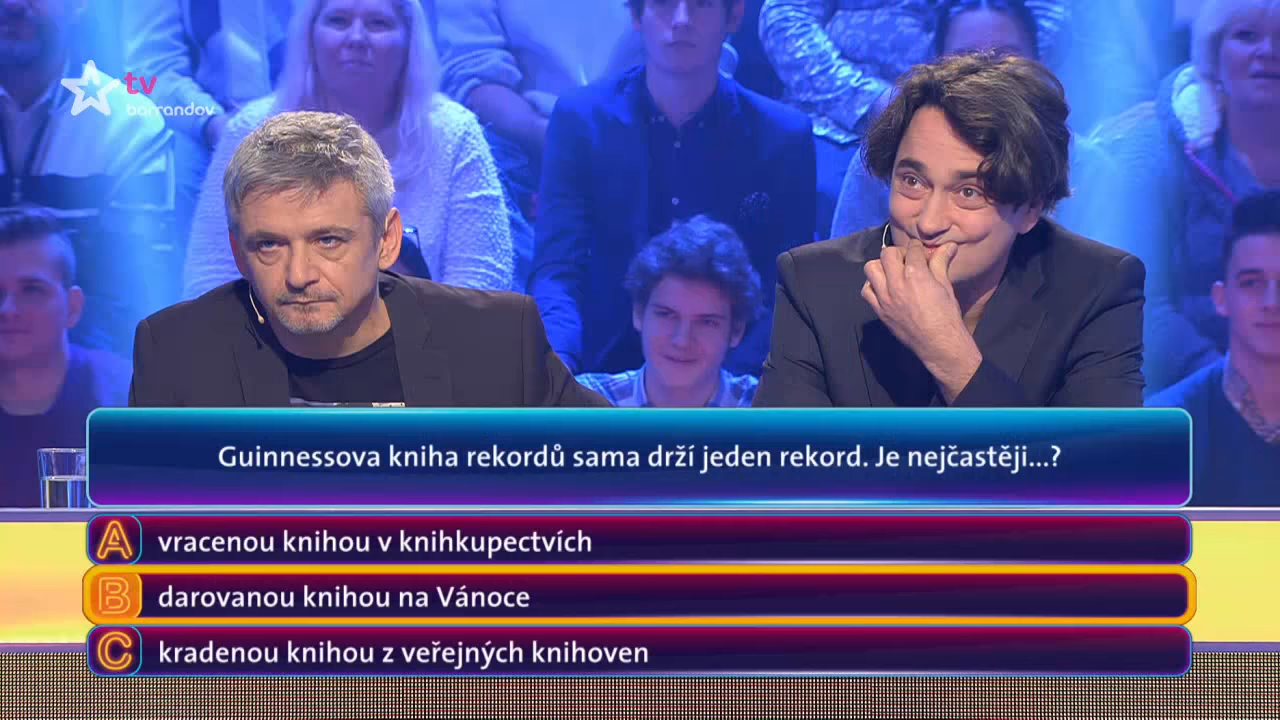 tv
barrandov
Guinnessova kniha rekordů sama drží jeden rekord. Je nejčastěji...?
A vracenou knihou v knihkupectvích
B darovanou knihou na Vánoce
C kradenou knihou z veřejných knihoven